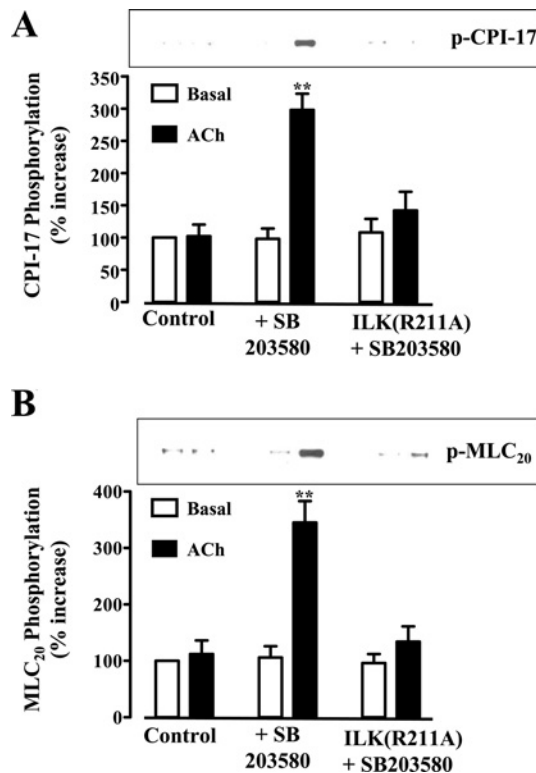 A
p-CPI-17
CPI-17 Phosphorylation
(% increase)
350
300
250
200
150
100
50
0
Basal
ACh
**
Control
+ SB
203580
ILK(R211A)
+ SB203580
B
p-MLC₂₀
MLC₂₀ Phosphorylation
(% increase)
400
300
200
100
0
Basal
ACh
**
Control
+ SB
203580
ILK(R211A)
+ SB203580